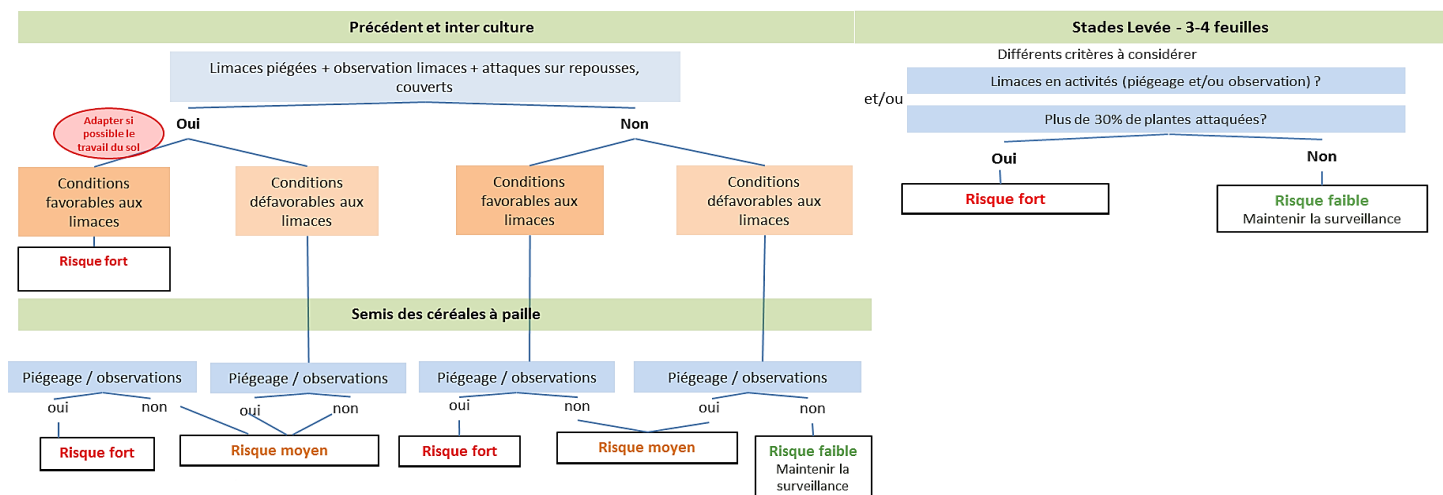 Précédent et inter culture
Limaces piégées + observation limaces + attaques sur repousses,
couverts
Adapter si
possible le
travail du sol
Oui
Non
Conditions
favorables aux
limaces
Conditions
défavorables aux
limaces
Conditions
favorables aux
limaces
Conditions
défavorables aux
limaces
Risque fort
Semis des céréales à paille
Piégeage / observations
Piégeage / observations
Piégeage / observations
Piégeage / observations
oui
non
oui
non
oui
non
oui
non
Risque fort
Risque moyen
Risque fort
Risque moyen
Risque faible
Maintenir la
surveillance
Stades Levée - 3-4 feuilles
Différents critères à considérer
Limaces en activités (piégeage et/ou observation) ?
et/ou
Plus de 30% de plantes attaquées?
Oui
Non
Risque fort
Risque faible
Maintenir la surveillance